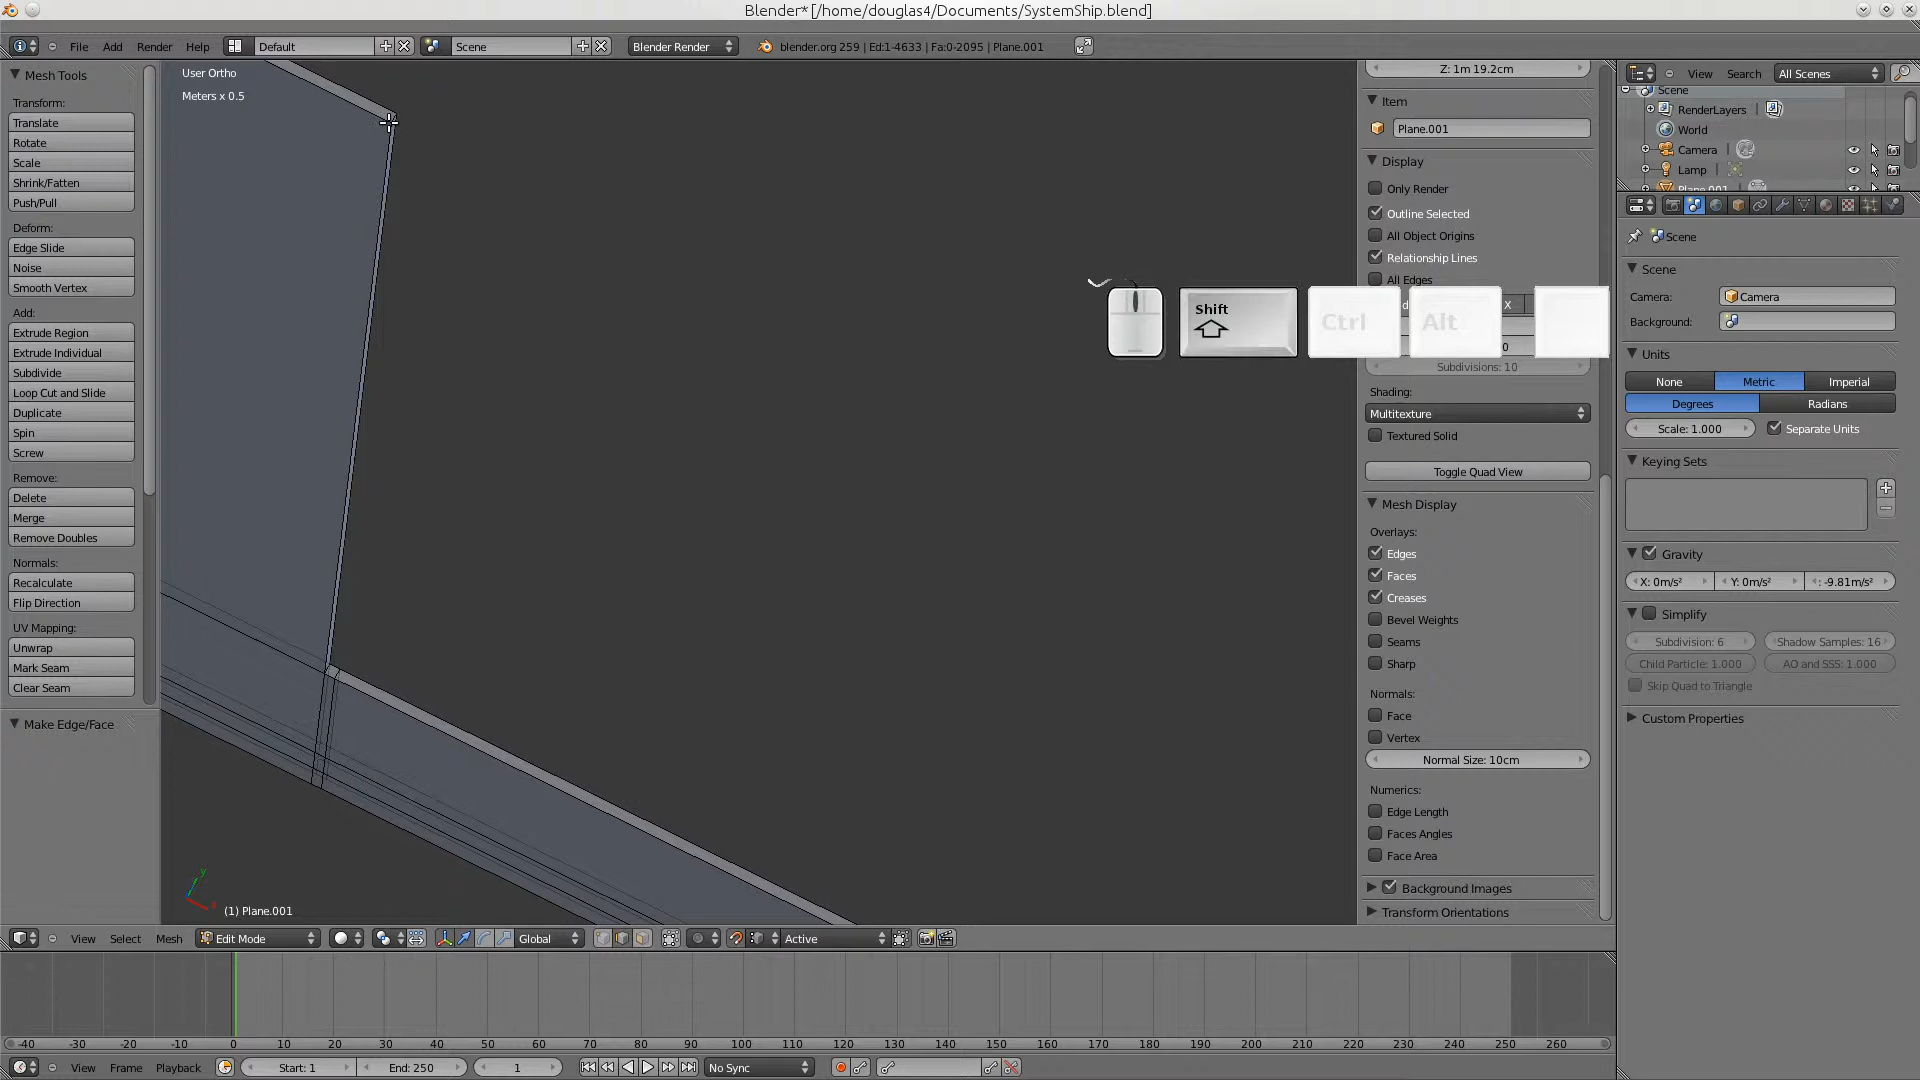 Blender* [/home/douglas4/Documents/SystemShip.blend]
File Add Render Help Default Scene Blender Render blender.org 259 | Ed:1-4633 | Fa:0-2095 | Plane.001
Mesh Tools
Transform:
Translate
Rotate
Scale
Shrink/Fatten
Push/Pull
Deform:
Edge Slide
Noise
Smooth Vertex
Add:
Extrude Region
Extrude Individual
Subdivide
Loop Cut and Slide
Duplicate
Spin
Screw
Remove:
Delete
Merge
Remove Doubles
Normals:
Recalculate
Flip Direction
UV Mapping:
Unwrap
Mark Seam
Clear Seam
Make Edge/Face
User Ortho
Meters x 0.5
Shift
Ctrl
Alt
y
(1) Plane.001
Z: 1m 19.2cm
Item
Plane.001
Display
Only Render
Outline Selected
All Object Origins
Relationship Lines
All Edges
X
0
Subdivisions: 10
Shading:
Multitexture
Textured Solid
Toggle Quad View
Mesh Display
Overlays:
Edges
Faces
Creases
Bevel Weights
Seams
Sharp
Normals:
Face
Vertex
Normal Size: 10cm
Numerics:
Edge Length
Faces Angles
Face Area
Background Images
Transform Orientations
View Search All Scenes
Scene
RenderLayers
World
Camera
Lamp
Plane.001
Scene
Scene
Camera: Camera
Background:
Units
None Metric Imperial
Degrees Radians
Scale: 1.000 Separate Units
Keying Sets
Gravity
X: 0m/s² Y: 0m/s² : -9.81m/s²
Simplify
Subdivision: 6 Shadow Samples: 16
Child Particle: 1.000 AO and SSS: 1.000
Skip Quad to Triangle
Custom Properties
View Select Mesh Edit Mode Global Active
-40 -30 -20 -10 0 10 20 30 40 50 60 70 80 90 100 110 120 130 140 150 160 170 180 190 200 210 220 230 240 250 260
View Frame Playback Start: 1 End: 250 1 No Sync